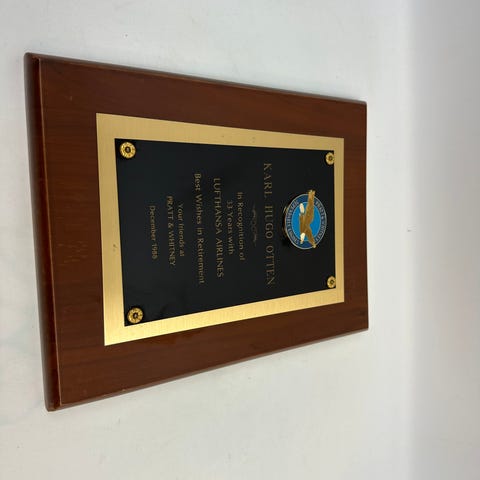 KARL HUGO OTTEN
In Recognition of
33 Years with
LUFTHANSA AIRLINES
Best Wishes in Retirement
Your friends at
PRATT & WHITNEY
December 1988